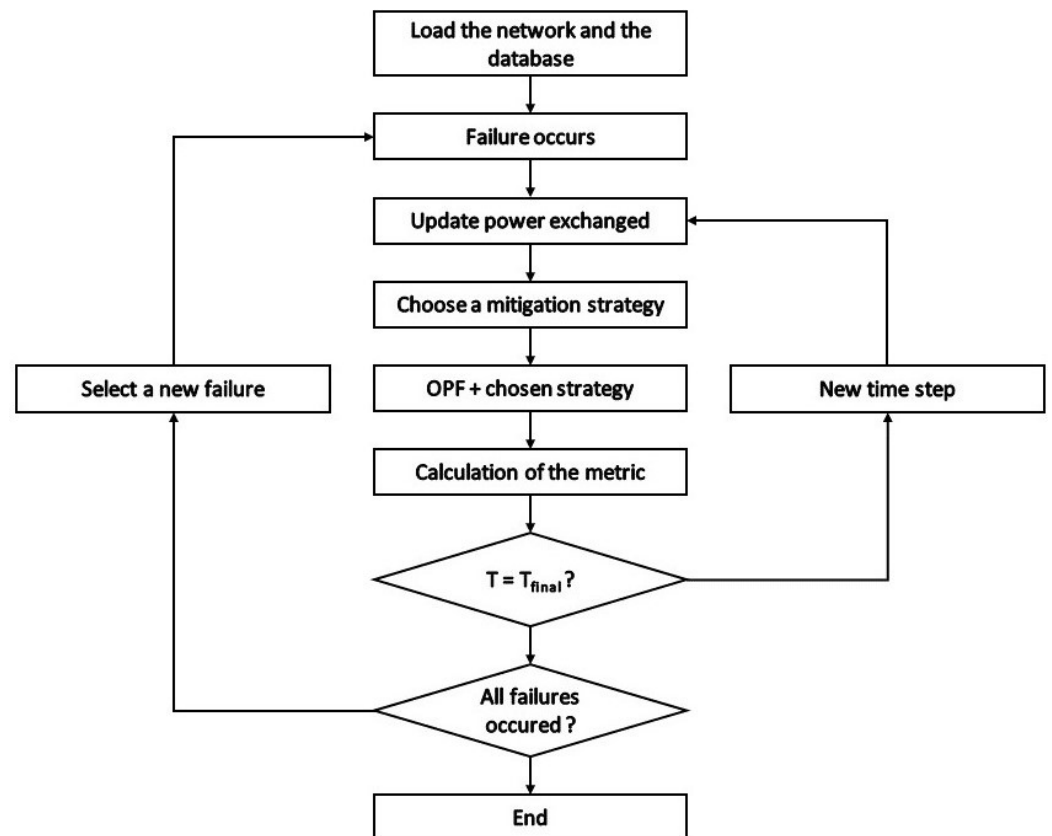 Load the network and the
database
Failure occurs
Update power exchanged
Choose a mitigation strategy
Select a new failure
OPF + chosen strategy
New time step
Calculation of the metric
T = Tfinal ?
All failures
occured ?
End